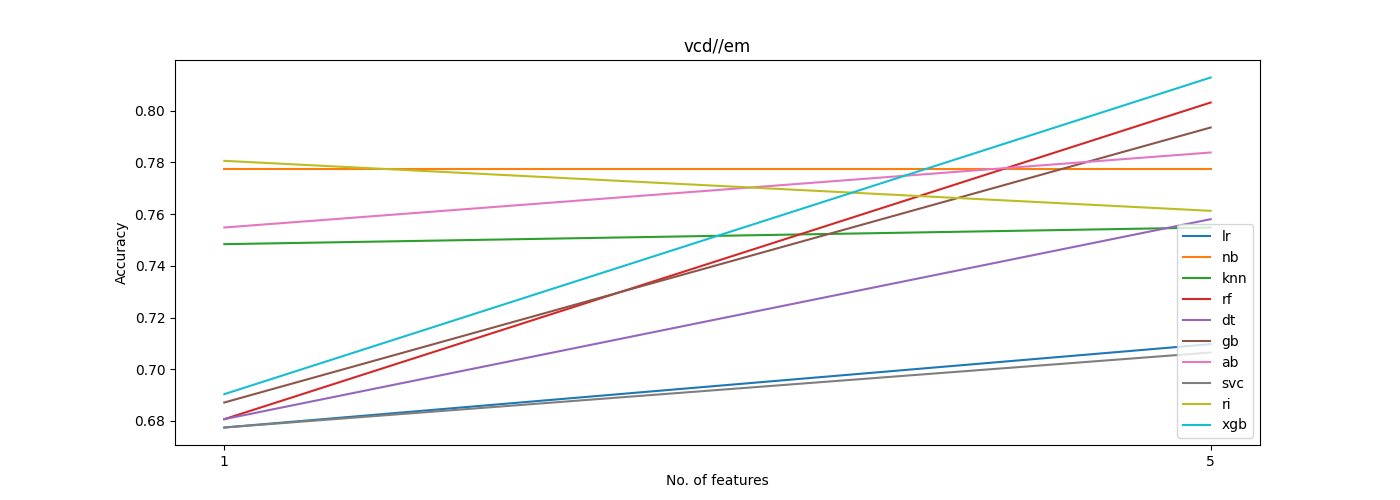 vcd//em
Accuracy
0.80
0.78
0.76
0.74
0.72
0.70
0.68
1
5
No. of features
lr
nb
knn
rf
dt
gb
ab
svc
ri
xgb